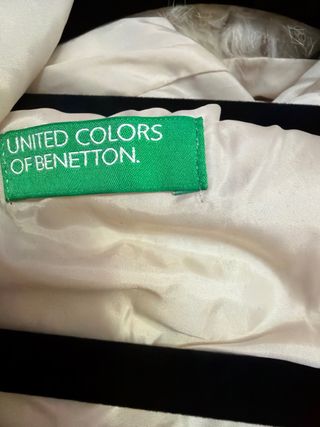 UNITED COLORS
OF BENETTON.